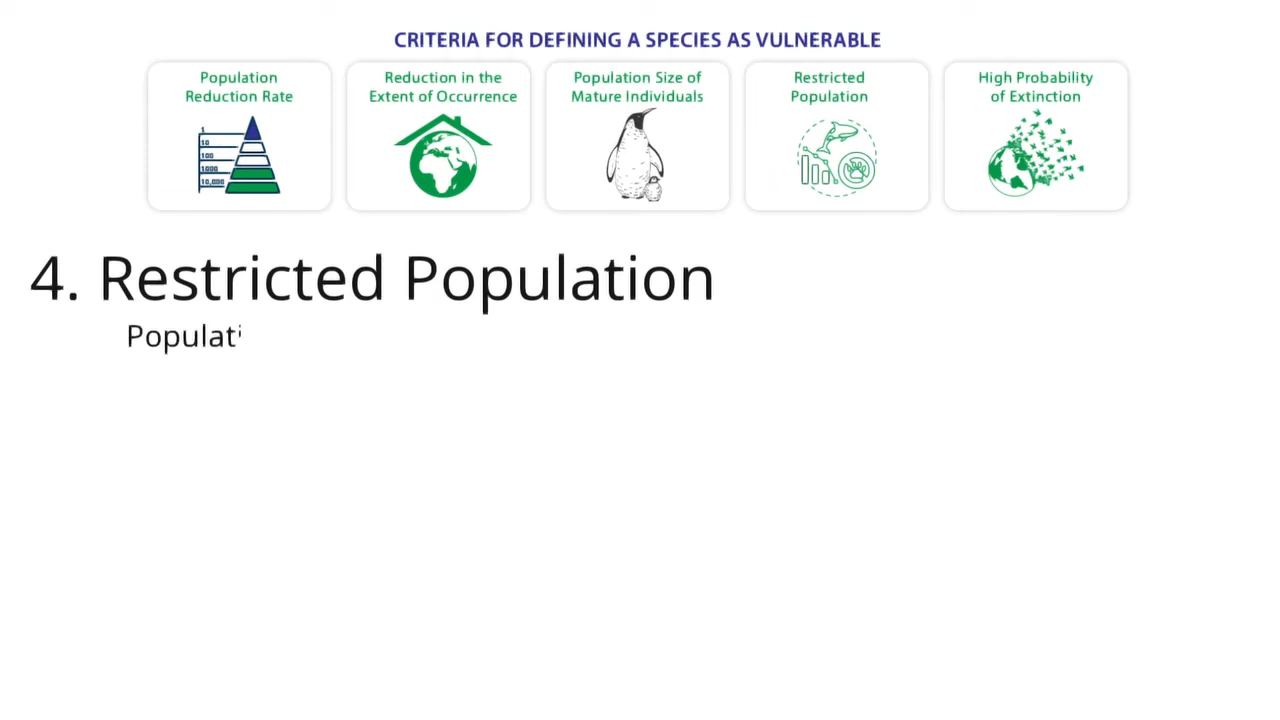 CRITERIA FOR DEFINING A SPECIES AS VULNERABLE
Population
Reduction Rate
1
10
100
1000
10,000
Reduction in the
Extent of Occurrence
Population Size of
Mature Individuals
Restricted
Population
High Probability
of Extinction
4. Restricted Population
Populati